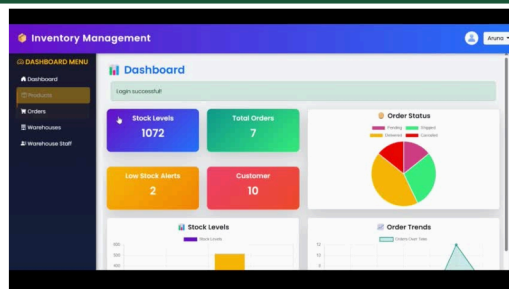 Inventory Management
Aruna
DASHBOARD MENU
Dashboard
Products
Orders
Warehouses
Warehouse Staff
Dashboard
Login successful!
Stock Levels
1072
Total Orders
7
Low Stock Alerts
2
Customer
10
Order Status
Pending
Shipped
Delivered
Cancelled
Stock Levels
Stock Levels
Order Trends
Orders Over Time
12
10